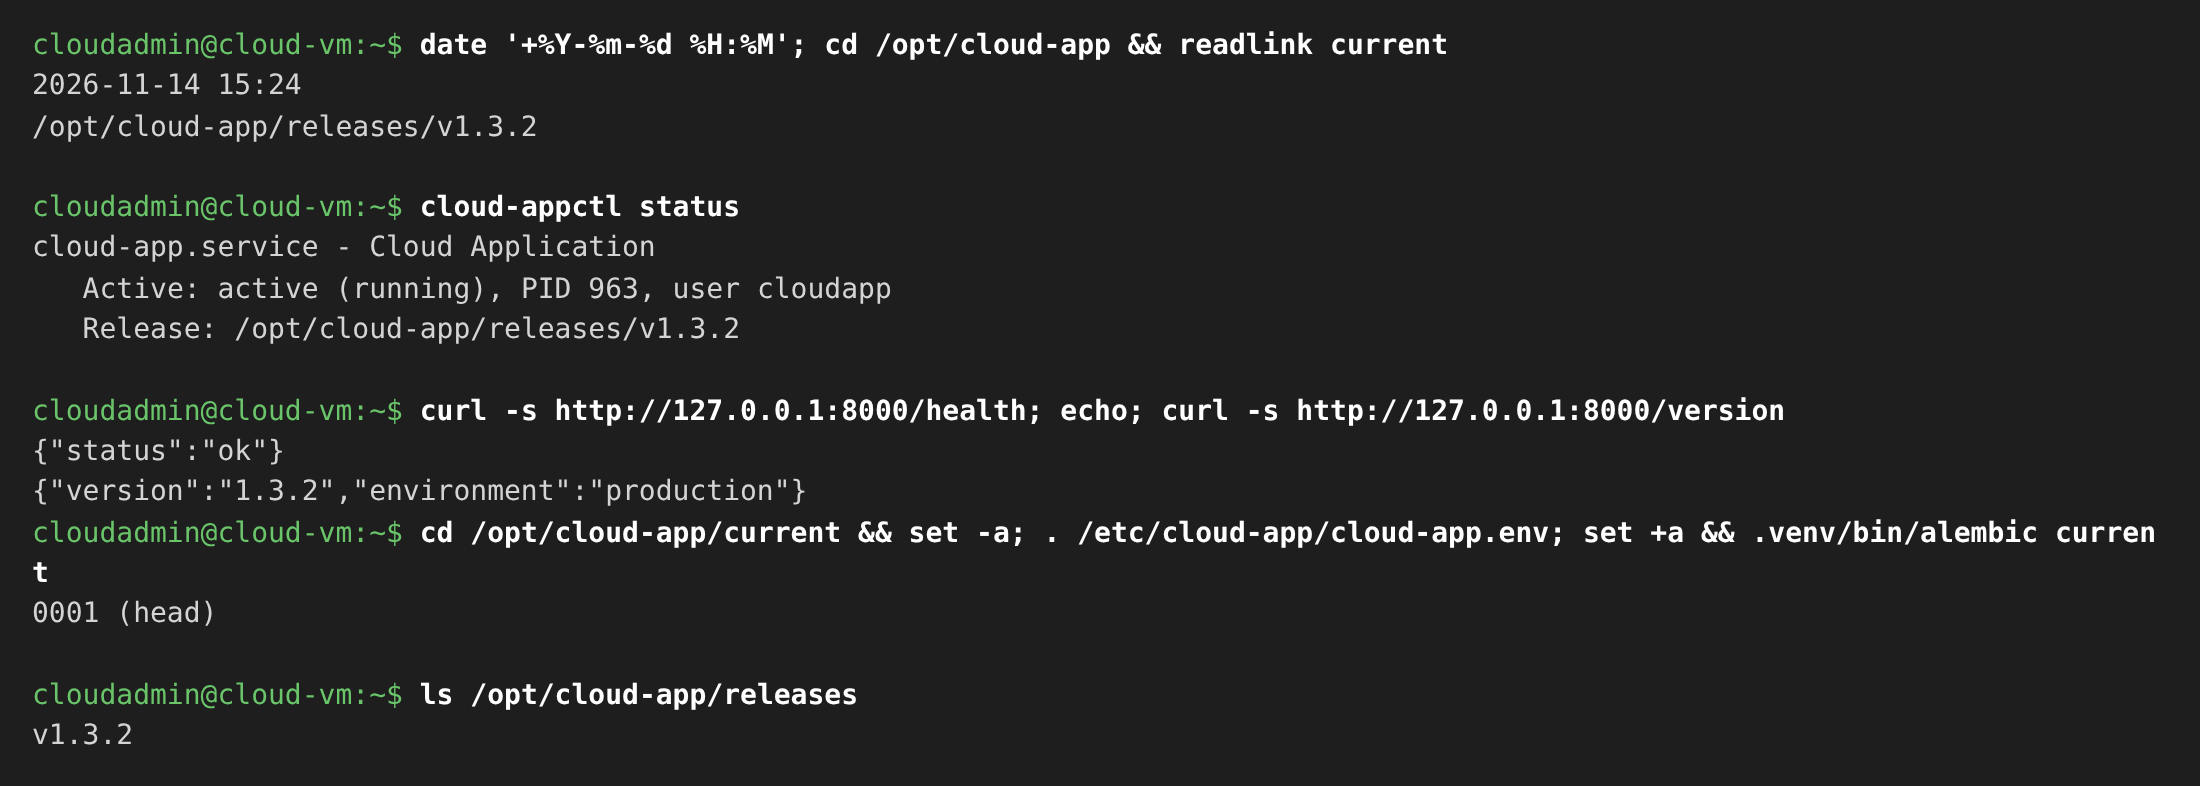 cloudadmin@cloud-vm:~$ date '+%Y-%m-%d %H:%M'; cd /opt/cloud-app && readlink current
2026-11-14 15:24
/opt/cloud-app/releases/v1.3.2
cloudadmin@cloud-vm:~$ cloud-appctl status
cloud-app.service - Cloud Application
   Active: active (running), PID 963, user cloudapp
   Release: /opt/cloud-app/releases/v1.3.2
cloudadmin@cloud-vm:~$ curl -s http://127.0.0.1:8000/health; echo; curl -s http://127.0.0.1:8000/version
{"status":"ok"}
{"version":"1.3.2","environment":"production"}
cloudadmin@cloud-vm:~$ cd /opt/cloud-app/current && set -a; . /etc/cloud-app/cloud-app.env; set +a && .venv/bin/alembic curren
t
0001 (head)
cloudadmin@cloud-vm:~$ ls /opt/cloud-app/releases
v1.3.2